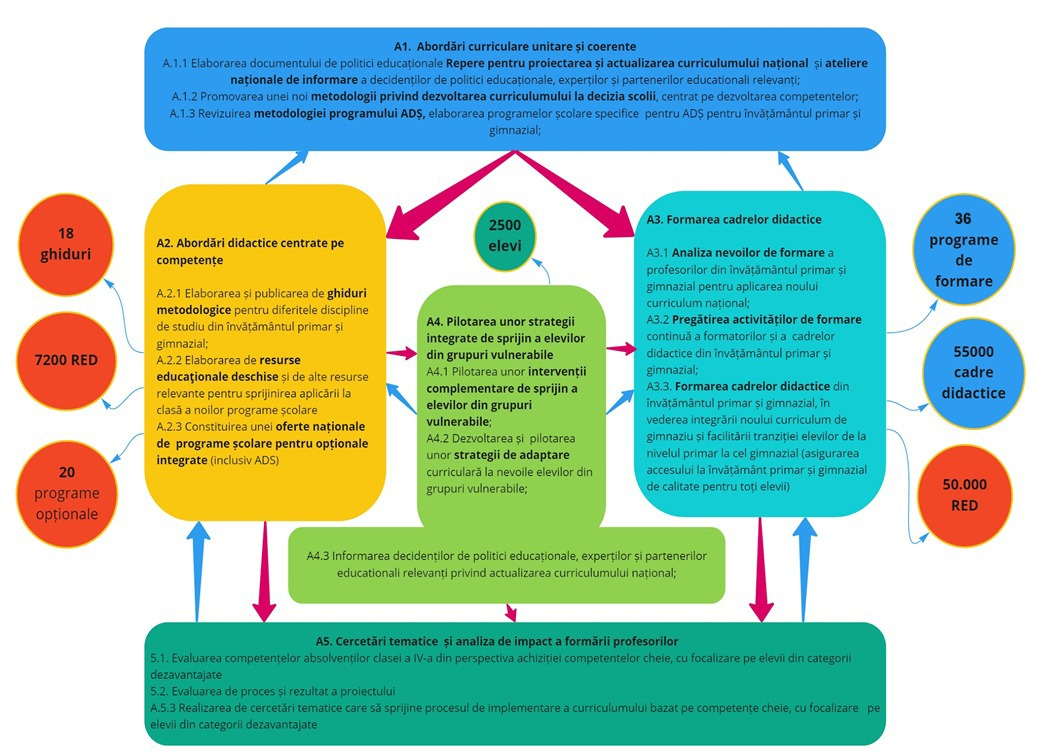 A1. Abordări curriculare unitare și coerente
A.1.1 Elaborarea documentului de politici educaționale Repere pentru proiectarea și actualizarea curriculumului național și ateliere
naționale de informare a decidenților de politici educaționale, experților și partenerilor educationali relevanți;
A.1.2 Promovarea unei noi metodologii privind dezvoltarea curriculumului la decizia scolii, centrat pe dezvoltarea competentelor;
A.1.3 Revizuirea metodologiei programului ADȘ, elaborarea programelor școlare specifice pentru ADȘ pentru învățământul primar și
gimnazial;
18
ghiduri
7200 RED
20
programe
opționale
A2. Abordări didactice centrate pe
competențe
A.2.1 Elaborarea și publicarea de ghiduri
metodologice pentru diferitele discipline
de studiu din învățământul primar și
gimnazial;
A.2.2 Elaborarea de resurse
educaționale deschise și de alte resurse
relevante pentru sprijinirea aplicării la
clasă a noilor programe școlare
A.2.3 Constituirea unei oferte naționale
de programe școlare pentru opționale
integrate (inclusiv ADS)
2500
elevi
A4. Pilotarea unor strategii
integrate de sprijin a elevilor
din grupuri vulnerabile
A4.1 Pilotarea unor intervenții
complementare de sprijin a
elevilor din grupuri
vulnerabile;
A4.2 Dezvoltarea și pilotarea
unor strategii de adaptare
curriculară la nevoile elevilor din
grupuri vulnerabile;
A4.3 Informarea decidenților de politici educaționale, experților și partenerilor
educationali relevanți privind actualizarea curriculumului național;
A3. Formarea cadrelor didactice
A3.1 Analiza nevoilor de formare a
profesorilor din învățământul primar și
gimnazial pentru aplicarea noului
curriculum național;
A3.2 Pregătirea activităților de formare
continuă a formatorilor și a cadrelor
didactice din învățământul primar și
gimnazial;
A3.3. Formarea cadrelor didactice din
învățământul primar și gimnazial, în
vederea integrării noului curriculum de
gimnaziu și facilitării tranziției elevilor de la
nivelul primar la cel gimnazial (asigurarea
accesului la învățământ primar și gimnazial
de calitate pentru toți elevii)
36
programe
de
formare
55000
cadre
didactice
50.000
RED
A5. Cercetări tematice și analiza de impact a formării profesorilor
5.1. Evaluarea competențelor absolvenților clasei a IV-a din perspectiva achiziției competentelor cheie, cu focalizare pe elevii din categorii
dezavantajate
5.2. Evaluarea de proces și rezultat a proiectului
A.5.3 Realizarea de cercetări tematice care să sprijine procesul de implementare a curriculumului bazat pe competențe cheie, cu focalizare pe
elevii din categorii dezavantajate